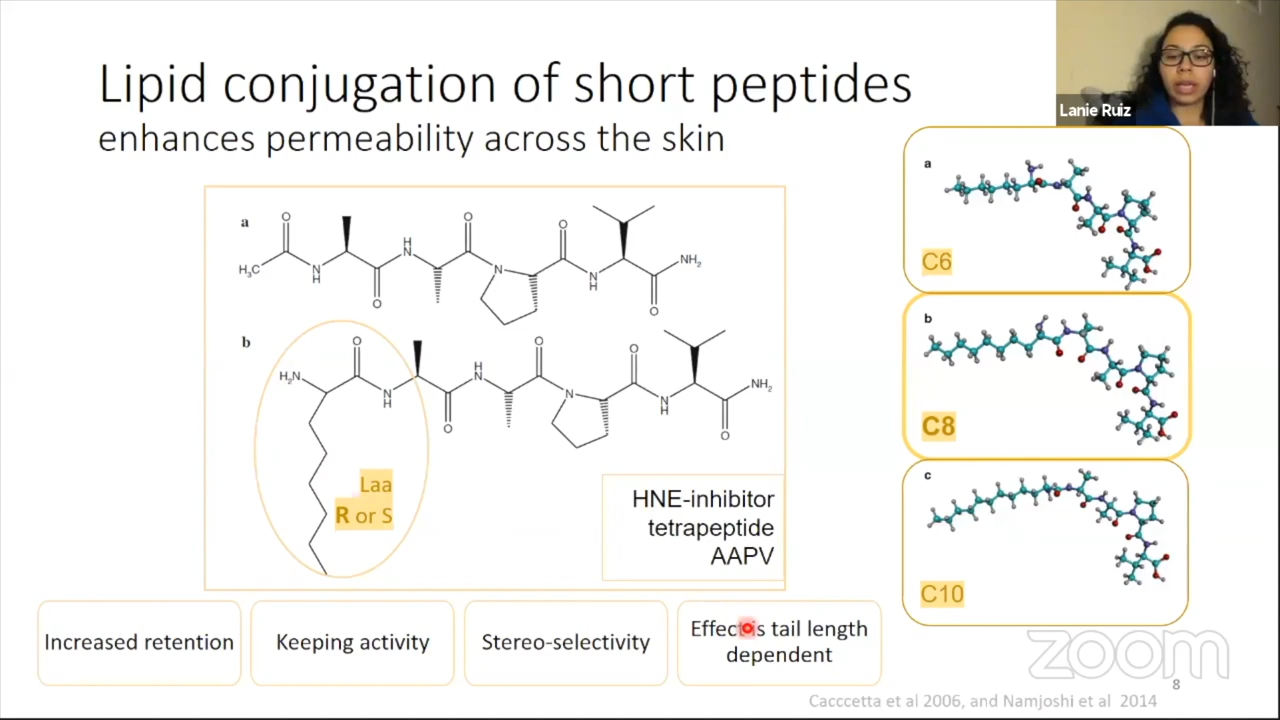 Lipid conjugation of short peptides
enhances permeability across the skin
Lanie Ruiz
a
O
O
O
H
N
N
NH₂
H₃C
N
H
N
H
O
O
b
O
O
O
H
N
H₂N
N
NH₂
N
H
N
H
O
O
Laa
R or S
HNE-inhibitor
tetrapeptide
AAPV
a
C6
b
C8
c
C10
Increased retention
Keeping activity
Stereo-selectivity
Effect is tail length
dependent
zoom
8
Cacccetta et al 2006, and Namjoshi et al 2014